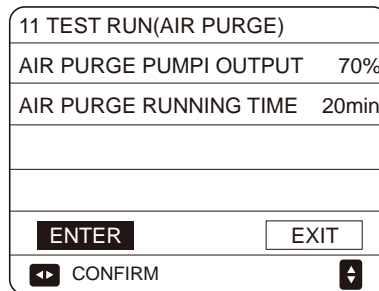 11 TEST RUN(AIR PURGE)
AIR PURGE PUMPI OUTPUT 70%
AIR PURGE RUNNING TIME 20min
ENTER EXIT
CONFIRM